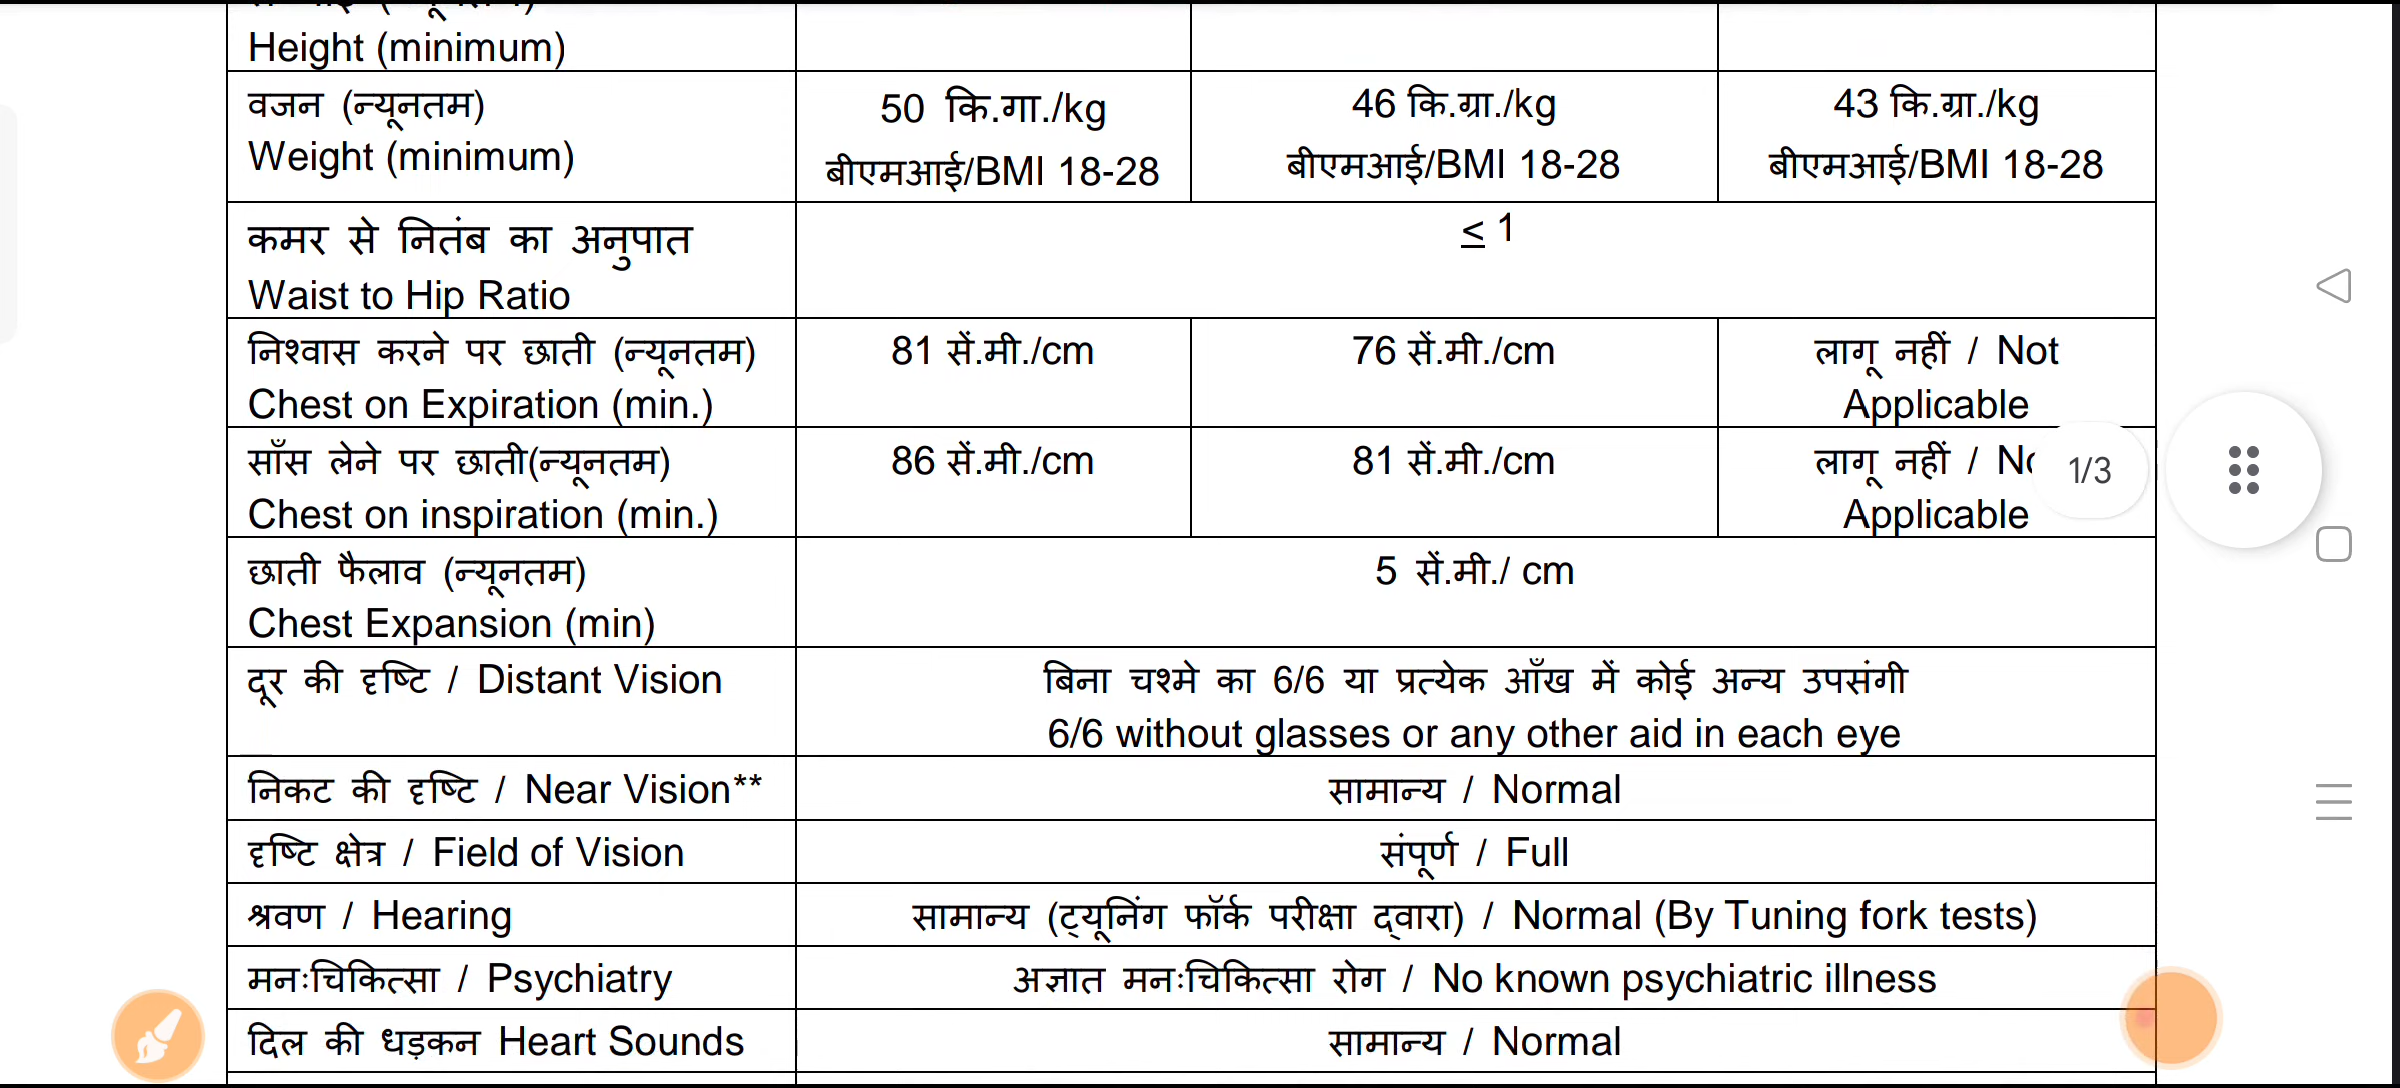 Height (minimum)
वजन (न्यूनतम)
Weight (minimum)
50 कि.गा./kg
बीएमआई/BMI 18-28
46 कि.ग्रा./kg
बीएमआई/BMI 18-28
43 कि.ग्रा./kg
बीएमआई/BMI 18-28
कमर से नितंब का अनुपात
Waist to Hip Ratio
≤ 1
निश्वास करने पर छाती (न्यूनतम)
Chest on Expiration (min.)
81 सें.मी./cm
76 सें.मी./cm
लागू नहीं / Not
Applicable
साँस लेने पर छाती(न्यूनतम)
Chest on inspiration (min.)
86 सें.मी./cm
81 सें.मी./cm
लागू नहीं /
Applicable
1/3
छाती फैलाव (न्यूनतम)
Chest Expansion (min)
5 सें.मी./ cm
दूर की दृष्टि / Distant Vision
बिना चश्मे का 6/6 या प्रत्येक आँख में कोई अन्य उपसंगी
6/6 without glasses or any other aid in each eye
निकट की दृष्टि / Near Vision**
सामान्य / Normal
दृष्टि क्षेत्र / Field of Vision
संपूर्ण / Full
श्रवण / Hearing
सामान्य (ट्यूनिंग फॉर्क परीक्षा द्वारा) / Normal (By Tuning fork tests)
मनःचिकित्सा / Psychiatry
अज्ञात मनःचिकित्सा रोग / No known psychiatric illness
दिल की धड़कन Heart Sounds
सामान्य / Normal